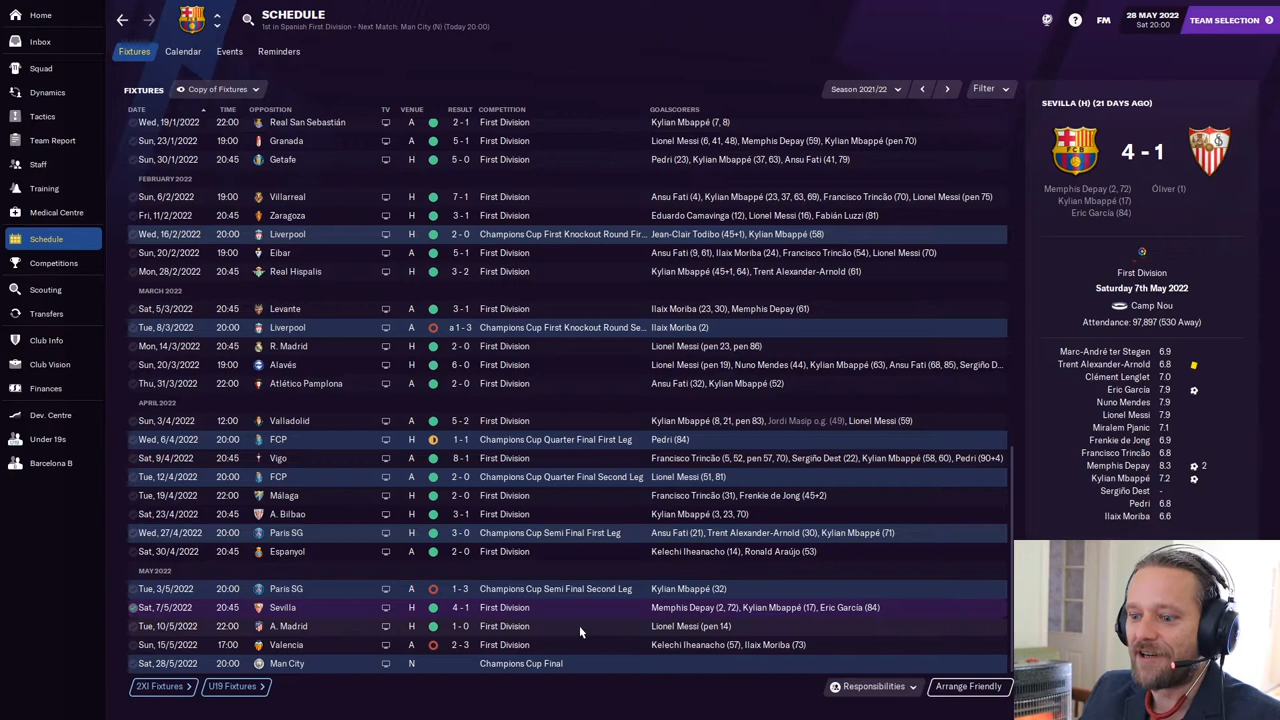 Home
Inbox
Squad
Dynamics
Tactics
Team Report
Staff
Training
Medical Centre
Schedule
Competitions
Scouting
Transfers
Club Info
Club Vision
Finances
Dev. Centre
Under 19s
Barcelona B
SCHEDULE
1st in Spanish First Division - Next Match: Man City (N) (Today 20:00)
? FM 28 MAY 2022 Sat 20:00 TEAM SELECTION
Fixtures Calendar Events Reminders
FIXTURES Copy of Fixtures Season 2021/22 Filter
DATE TIME OPPOSITION TV VENUE RESULT COMPETITION GOALSCORERS
Wed, 19/1/2022 22:00 Real San Sebastián A 2 - 1 First Division Kylian Mbappé (7, 8)
Sun, 23/1/2022 19:00 Granada A 5 - 1 First Division Lionel Messi (6, 41, 48), Memphis Depay (59), Kylian Mbappé (pen 70)
Sun, 30/1/2022 20:45 Getafe H 5 - 0 First Division Pedri (23), Kylian Mbappé (37, 63), Ansu Fati (41, 79)
FEBRUARY 2022
Sun, 6/2/2022 19:00 Villarreal H 7 - 1 First Division Ansu Fati (4), Kylian Mbappé (23, 37, 63, 69), Francisco Trincão (70), Lionel Messi (pen 75)
Fri, 11/2/2022 20:45 Zaragoza H 3 - 1 First Division Eduardo Camavinga (12), Lionel Messi (16), Fabián Luzzi (81)
Wed, 16/2/2022 20:00 Liverpool H 2 - 0 Champions Cup First Knockout Round Fir... Jean-Clair Todibo (45+1), Kylian Mbappé (58)
Sun, 20/2/2022 19:00 Eibar A 5 - 1 First Division Ansu Fati (9, 61), Ilaix Moriba (24), Francisco Trincão (54), Lionel Messi (70)
Mon, 28/2/2022 20:45 Real Hispalis H 3 - 2 First Division Kylian Mbappé (45+1, 64), Trent Alexander-Arnold (61)
MARCH 2022
Sat, 5/3/2022 20:45 Levante A 3 - 1 First Division Ilaix Moriba (23, 30), Memphis Depay (61)
Tue, 8/3/2022 20:00 Liverpool A a 1 - 3 Champions Cup First Knockout Round Se... Ilaix Moriba (2)
Mon, 14/3/2022 20:45 R. Madrid H 2 - 0 First Division Lionel Messi (pen 23, pen 86)
Sun, 20/3/2022 19:00 Alavés H 6 - 0 First Division Lionel Messi (pen 19), Nuno Mendes (44), Kylian Mbappé (63), Ansu Fati (68, 85), Sergiño D...
Thu, 31/3/2022 22:00 Atlético Pamplona A 2 - 0 First Division Ansu Fati (32), Kylian Mbappé (52)
APRIL 2022
Sun, 3/4/2022 12:00 Valladolid A 5 - 2 First Division Kylian Mbappé (8, 21, pen 83), Jordi Masip o.g. (49), Lionel Messi (59)
Wed, 6/4/2022 20:00 FCP H 1 - 1 Champions Cup Quarter Final First Leg Pedri (84)
Sat, 9/4/2022 20:45 Vigo H 8 - 1 First Division Francisco Trincão (5, 52, pen 57, 70), Sergiño Dest (22), Kylian Mbappé (58, 60), Pedri (90+4)
Tue, 12/4/2022 20:00 FCP A 2 - 0 Champions Cup Quarter Final Second Leg Lionel Messi (51, 81)
Tue, 19/4/2022 22:00 Málaga H 2 - 0 First Division Francisco Trincão (31), Frenkie de Jong (45+2)
Sat, 23/4/2022 20:45 A. Bilbao H 3 - 1 First Division Kylian Mbappé (3, 23, 70)
Wed, 27/4/2022 20:00 Paris SG H 3 - 0 Champions Cup Semi Final First Leg Ansu Fati (21), Trent Alexander-Arnold (30), Kylian Mbappé (71)
Sat, 30/4/2022 20:45 Espanyol A 2 - 0 First Division Kelechi Iheanacho (14), Ronald Araújo (53)
MAY 2022
Tue, 3/5/2022 20:00 Paris SG A 1 - 3 Champions Cup Semi Final Second Leg Kylian Mbappé (32)
Sat, 7/5/2022 20:45 Sevilla H 4 - 1 First Division Memphis Depay (2, 72), Kylian Mbappé (17), Eric García (84)
Tue, 10/5/2022 22:00 A. Madrid H 1 - 0 First Division Lionel Messi (pen 14)
Sun, 15/5/2022 17:00 Valencia A 2 - 3 First Division Kelechi Iheanacho (57), Ilaix Moriba (73)
Sat, 28/5/2022 20:00 Man City N Champions Cup Final
2XI Fixtures U19 Fixtures Responsibilities Arrange Friendly
SEVILLA (H) (21 DAYS AGO)
FCB 4 - 1
Memphis Depay (2, 72) Óliver (1)
Kylian Mbappé (17)
Eric García (84)
First Division
Saturday 7th May 2022
Camp Nou
Attendance: 97,897 (530 Away)
Marc-André ter Stegen 6.9
Trent Alexander-Arnold 6.8
Clément Lenglet 7.0
Eric García 7.9
Nuno Mendes 7.9
Lionel Messi 7.9
Miralem Pjanic 7.1
Frenkie de Jong 6.9
Francisco Trincão 6.8
Memphis Depay 8.3 2
Kylian Mbappé 7.2
Sergiño Dest -
Pedri 6.8
Ilaix Moriba 6.6